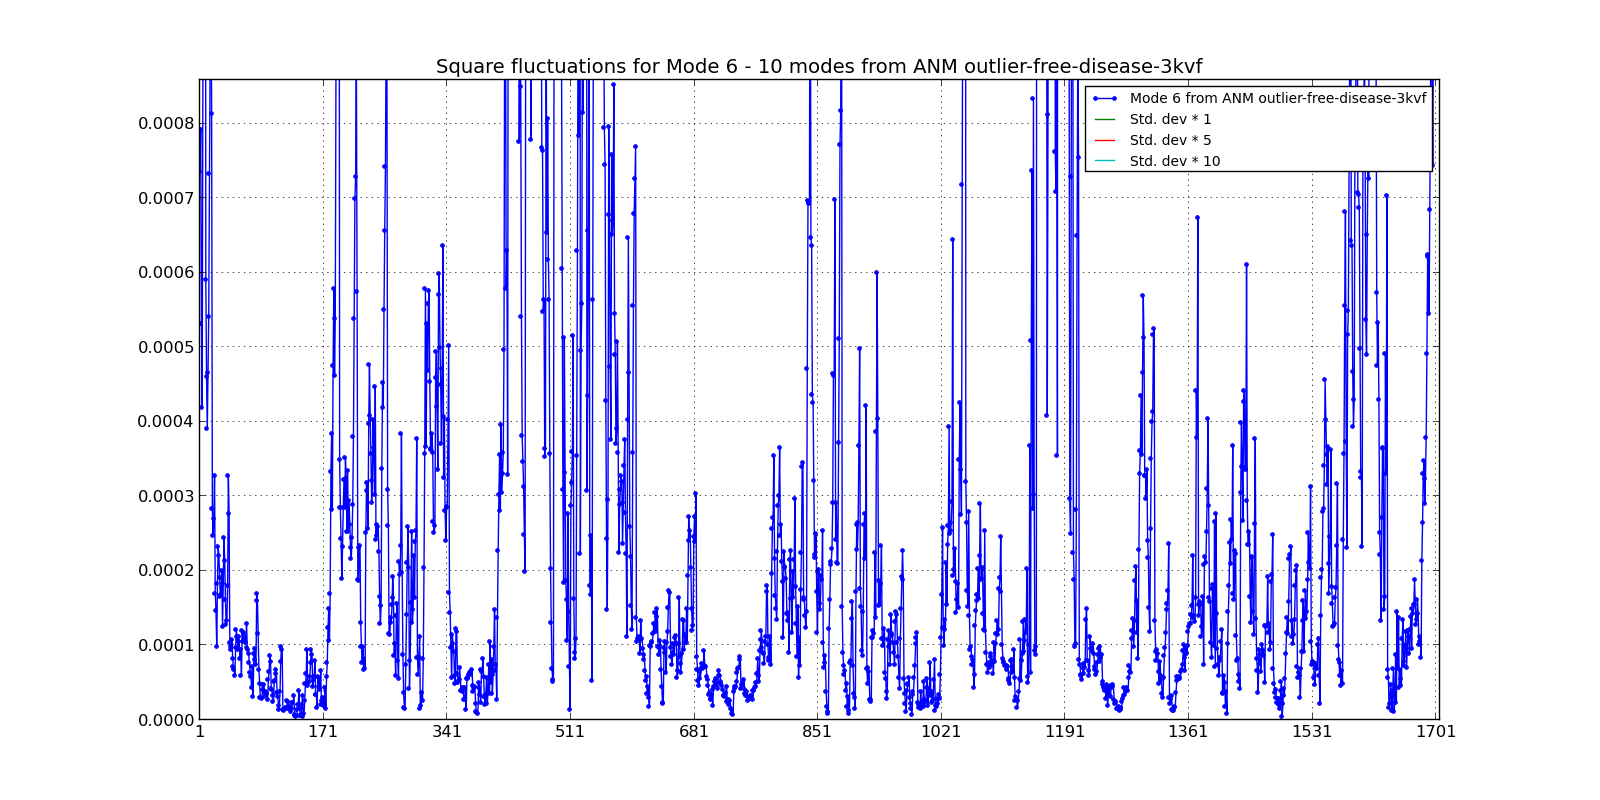 Square fluctuations for Mode 6 - 10 modes from ANM outlier-free-disease-3kvf
Mode 6 from ANM outlier-free-disease-3kvf
Std. dev * 1
Std. dev * 5
Std. dev * 10
0.0008
0.0007
0.0006
0.0005
0.0004
0.0003
0.0002
0.0001
0.0000
1 171 341 511 681 851 1021 1191 1361 1531 1701